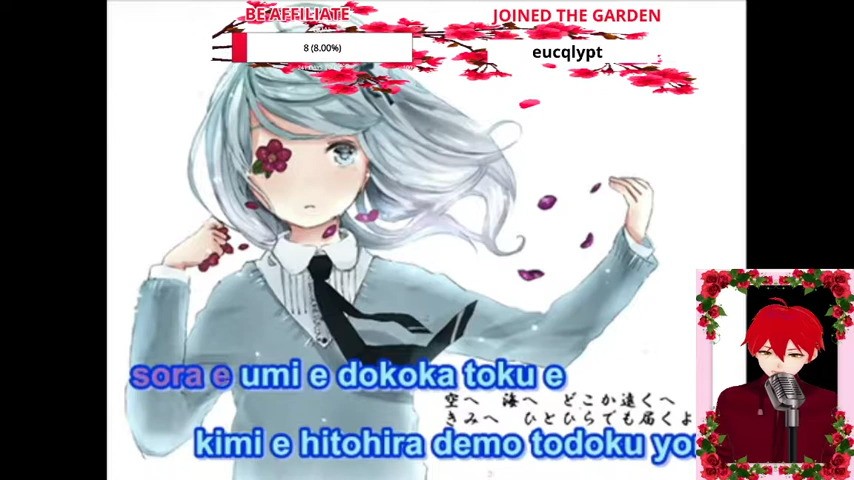 BE AFFILIATE
JOINED THE GARDEN
8 (8.00%)
eucqlypt
sora e umi e dokoka toku e
空へ 海へ どこか遠くへ
きみへ ひとひらでも届くよ
kimi e hitohira demo todoku yo